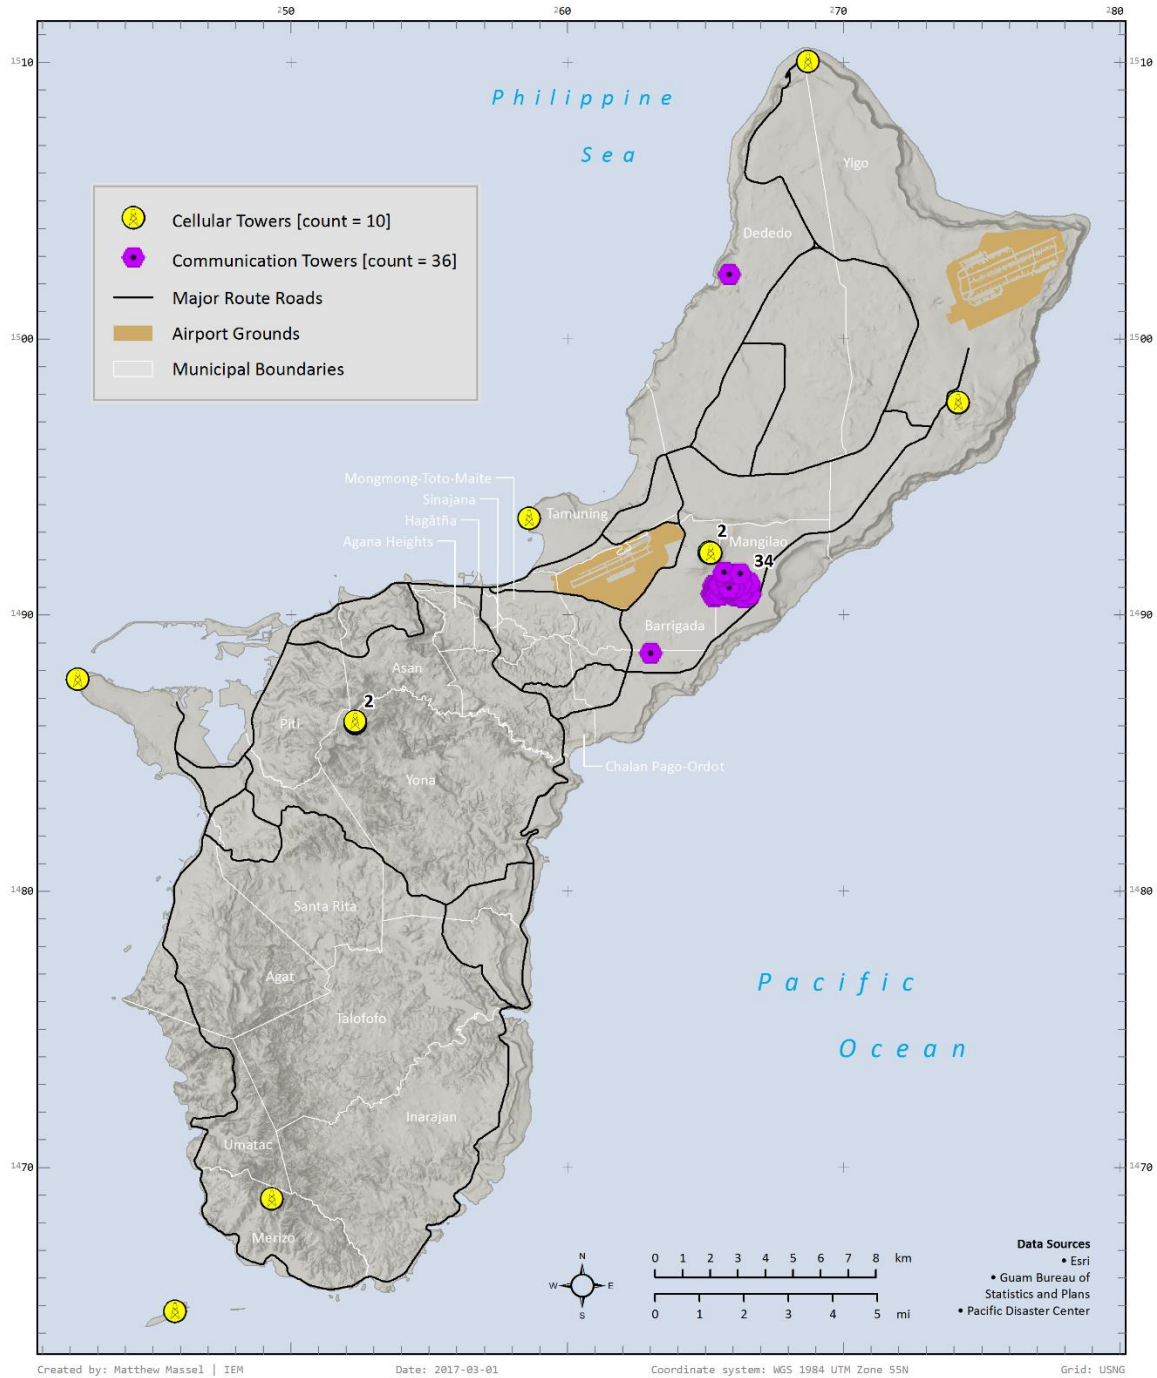 250 260 270 280
1510 1510
Philippine
Sea
Yigo
Cellular Towers [count = 10]
Communication Towers [count = 36]
Major Route Roads
Airport Grounds
Municipal Boundaries
Dededo
1500 1500
Mongmong-Toto-Maite
Sinajana
Hagåtña
Agana Heights
Tamuning
2
Mangilao
34
1490 1490
Barrigada
Asan
2
Piti
Yona
Chalan Pago-Ordot
1480 1480
Santa Rita
Agat
Talofofo
Pacific
Ocean
Inarajan
Umatac
1470 1470
Merizo
N
W E
S
0 1 2 3 4 5 6 7 8 km
0 1 2 3 4 5 mi
Data Sources
• Esri
• Guam Bureau of
Statistics and Plans
• Pacific Disaster Center
Created by: Matthew Massel | IEM Date: 2017-03-01 Coordinate system: WGS 1984 UTM Zone 55N Grid: USNG